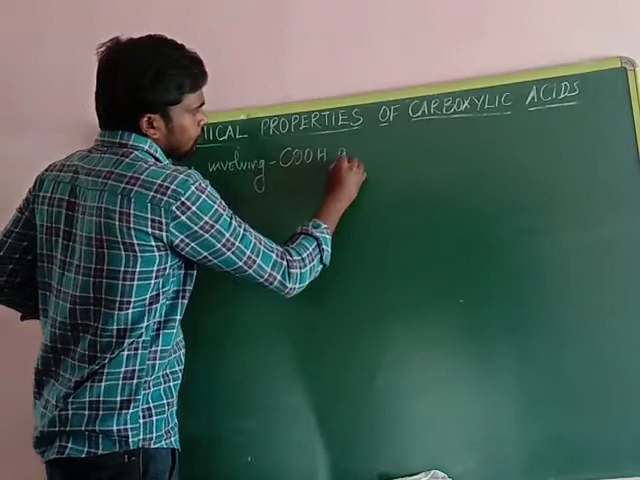 ICAL PROPERTIES OF CARBOXYLIC ACIDS
involving - COOH g